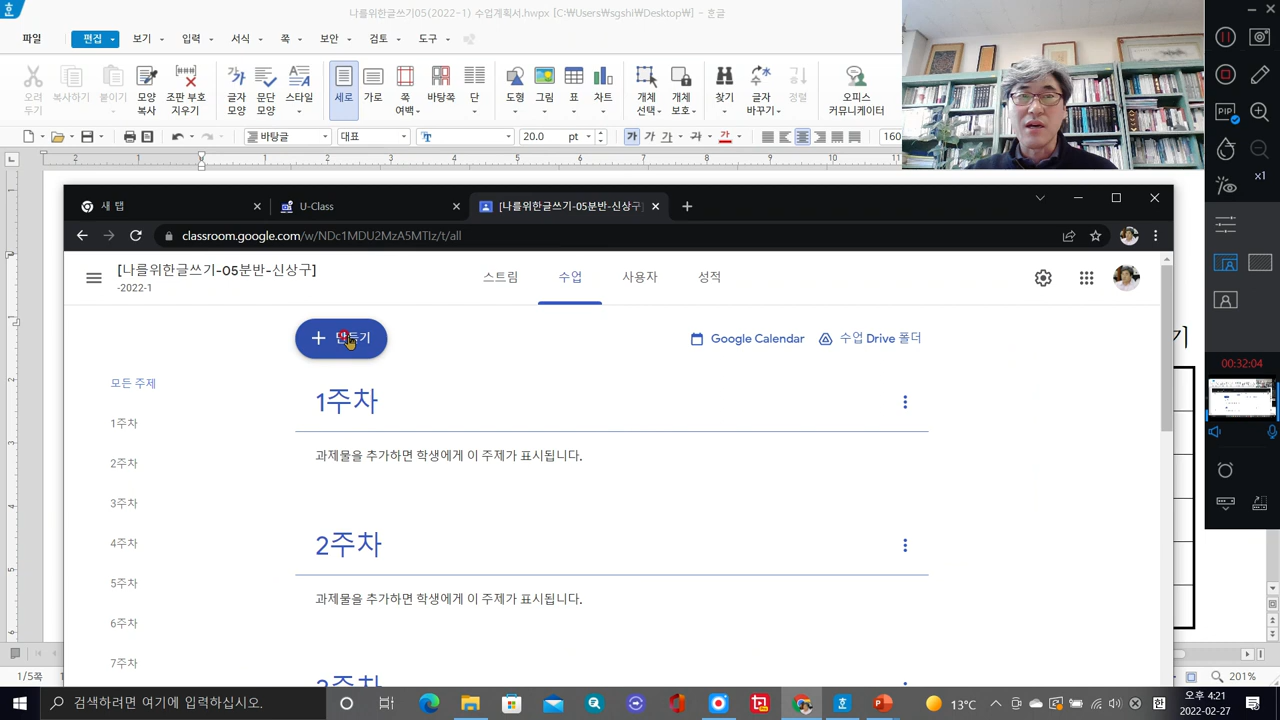 나를위한글쓰기05(2022-1) 수업계획서.hwpx [C:₩Users₩sgshi₩Desktop₩] - 흔글
파일 편집 보기 입력 서식 쪽 보안 검토 도구
오려 두기 복사하기 붙이기 모양 복사 조판 부호 지우기 글자 모양 문단 모양 스타일 세로 가로 쪽 여백 바탕쪽 단 도형 그림 표 차트 개체 선택 개체 보호 찾기 글자 바꾸기 정렬 오피스 커뮤니케이터
바탕글 대표 20.0 pt 가 가 가 가 가 160
PIP
x1
새 탭 U-Class [나를위한글쓰기-05분반-신상구]
classroom.google.com/w/NDc1MDU2MzA5MTIz/t/all
[나를위한글쓰기-05분반-신상구]
-2022-1
스트림 수업 사용자 성적
만들기
Google Calendar 수업 Drive 폴더
모든 주제
1주차
2주차
3주차
4주차
5주차
6주차
7주차
1주차
과제물을 추가하면 학생에게 이 주제가 표시됩니다.
2주차
과제물을 추가하면 학생에게 이 주제가 표시됩니다.
00:32:04
1/5쪽
201%
검색하려면 여기에 입력하십시오.
13°C
한
오후 4:21
2022-02-27